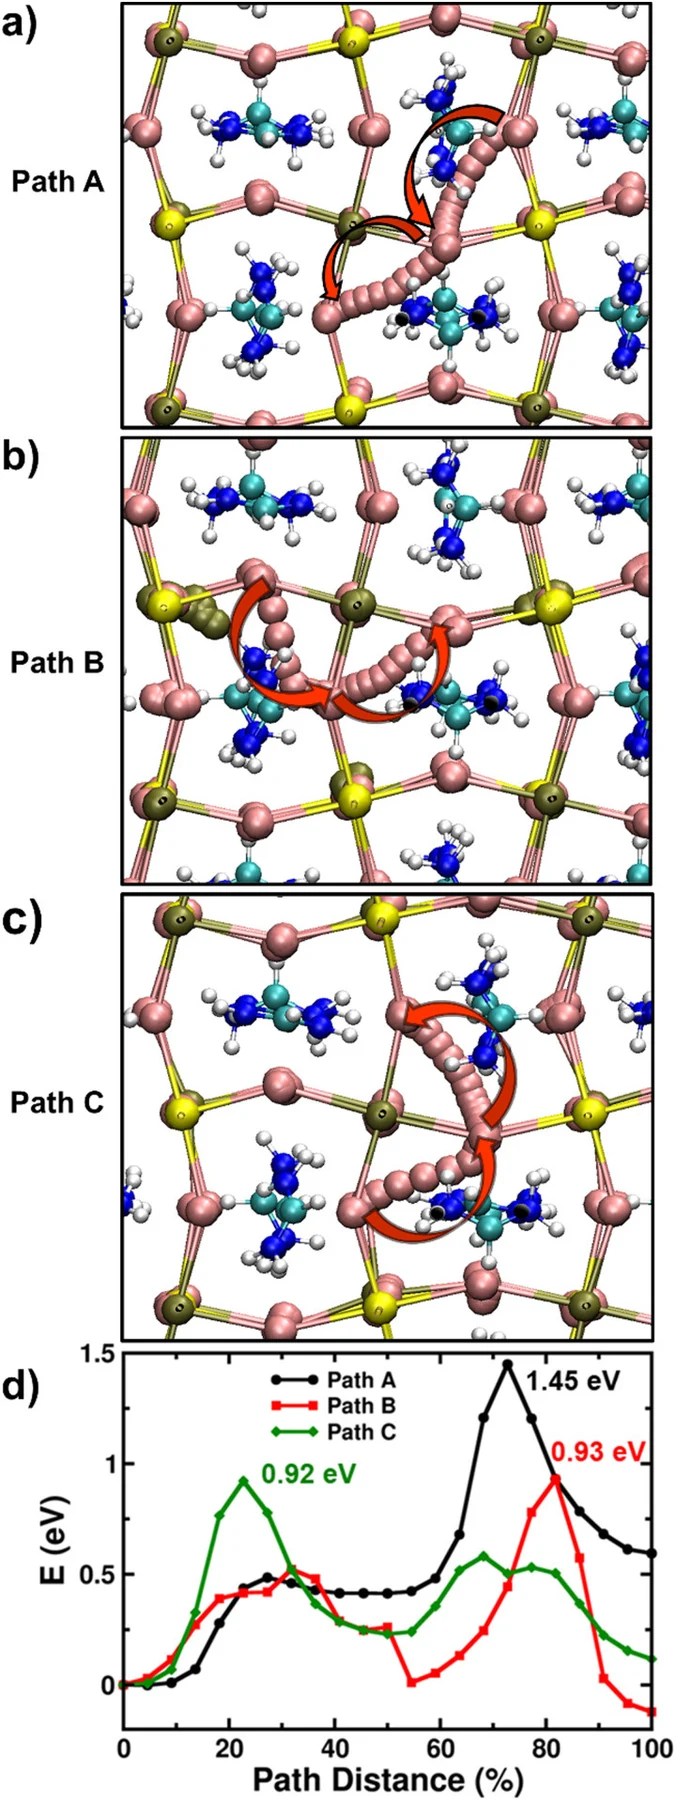 a)
Path A
b)
Path B
c)
Path C
d)
1.5
1
0.5
0
E (eV)
Path A
Path B
Path C
1.45 eV
0.93 eV
0.92 eV
0 20 40 60 80 100
Path Distance (%)